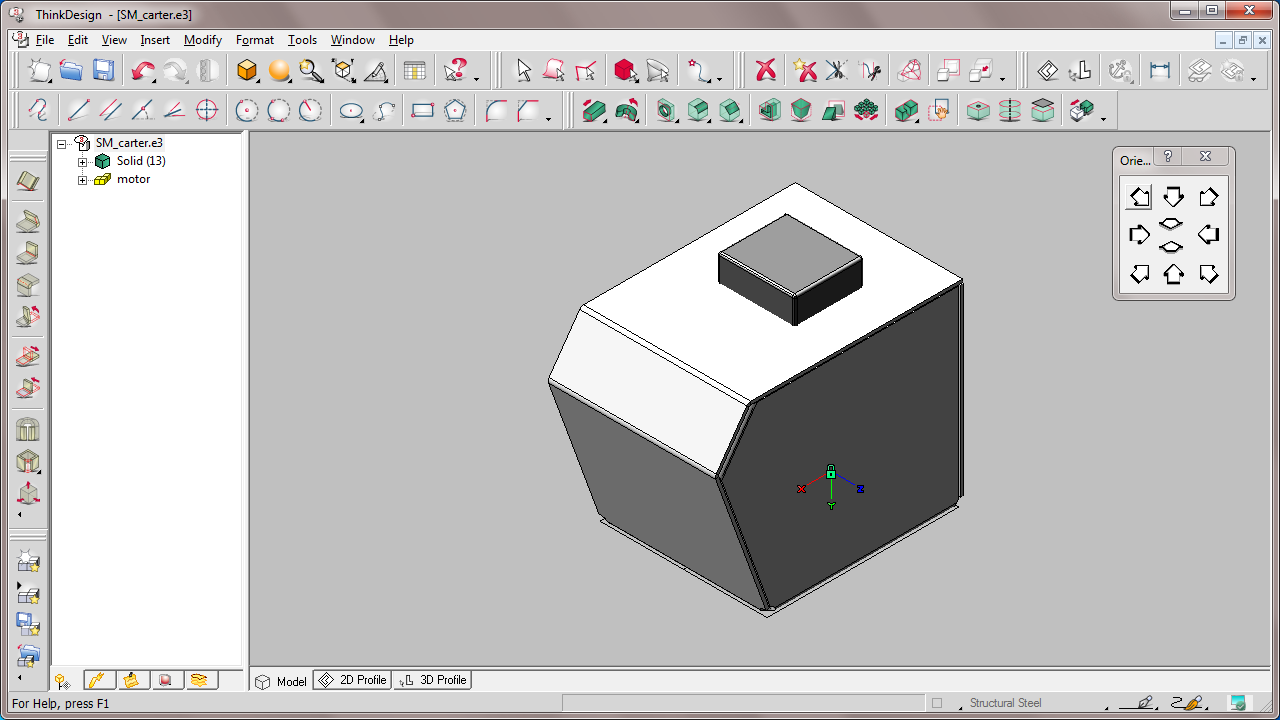 ThinkDesign - [SM_carter.e3]
File Edit View Insert Modify Format Tools Window Help
SM_carter.e3
Solid (13)
motor
Orie... ?
X Z
Y
Model 2D Profile 3D Profile
For Help, press F1
Structural Steel